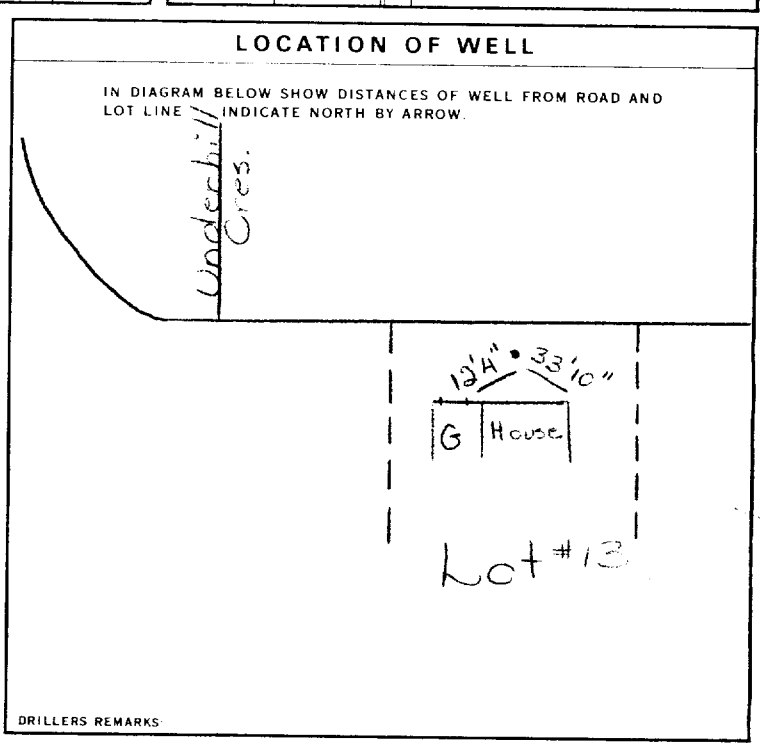 LOCATION OF WELL
IN DIAGRAM BELOW SHOW DISTANCES OF WELL FROM ROAD AND
LOT LINE INDICATE NORTH BY ARROW.
Underhill
Cres.
12'4" 33'10"
G House
Lot #13
DRILLERS REMARKS